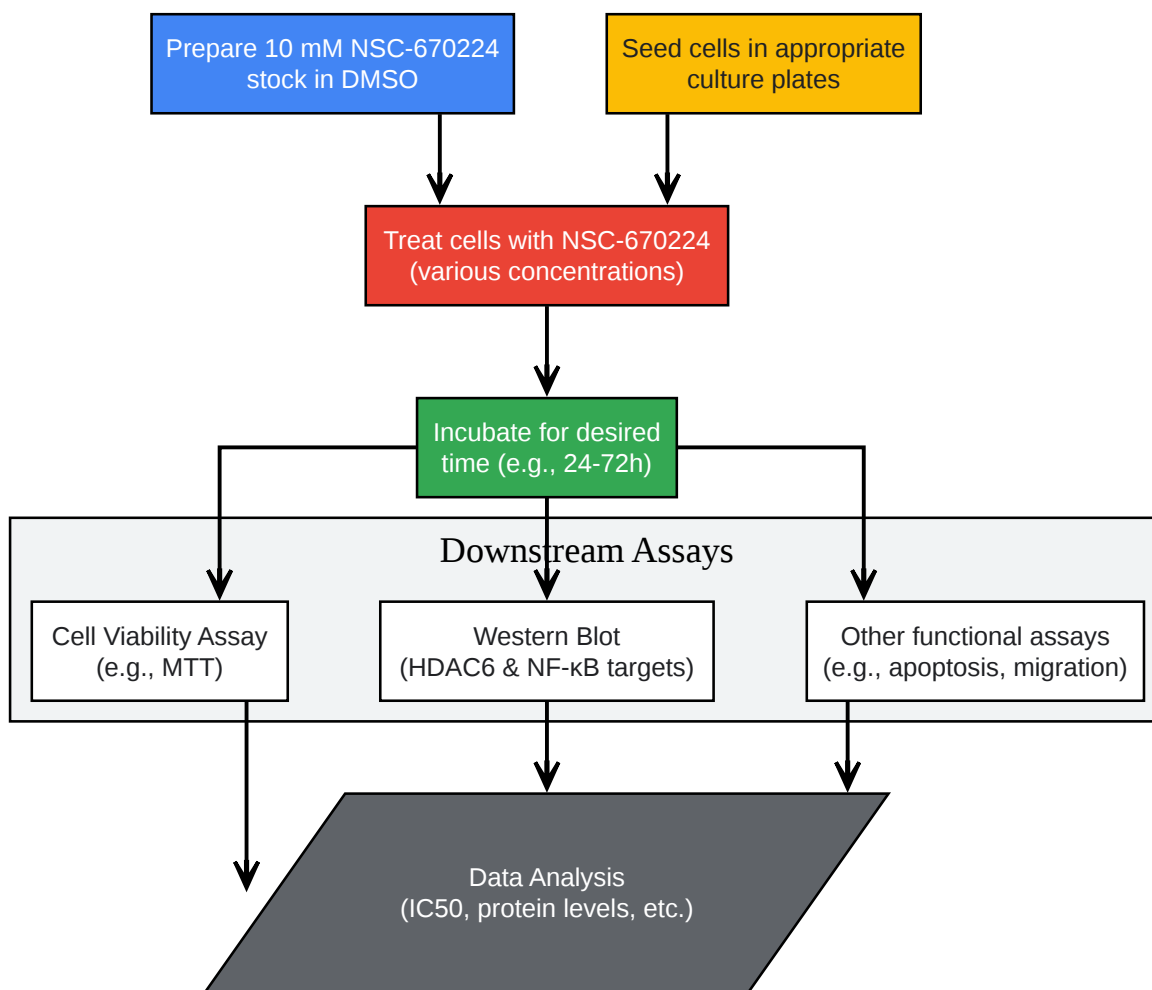 Prepare 10 mM NSC-670224
stock in DMSO
Seed cells in appropriate
culture plates
Treat cells with NSC-670224
(various concentrations)
Incubate for desired
time (e.g., 24-72h)
Downstream Assays
Cell Viability Assay
(e.g., MTT)
Western Blot
(HDAC6 & NF-κB targets)
Other functional assays
(e.g., apoptosis, migration)
Data Analysis
(IC50, protein levels, etc.)